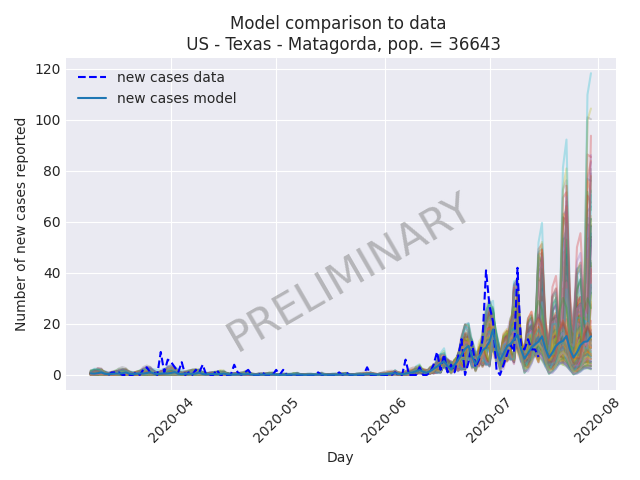 Model comparison to data
US - Texas - Matagorda, pop. = 36643
new cases data
new cases model
Number of new cases reported
120
100
80
60
40
20
0
PRELIMINARY
2020-04
2020-05
2020-06
2020-07
2020-08
Day